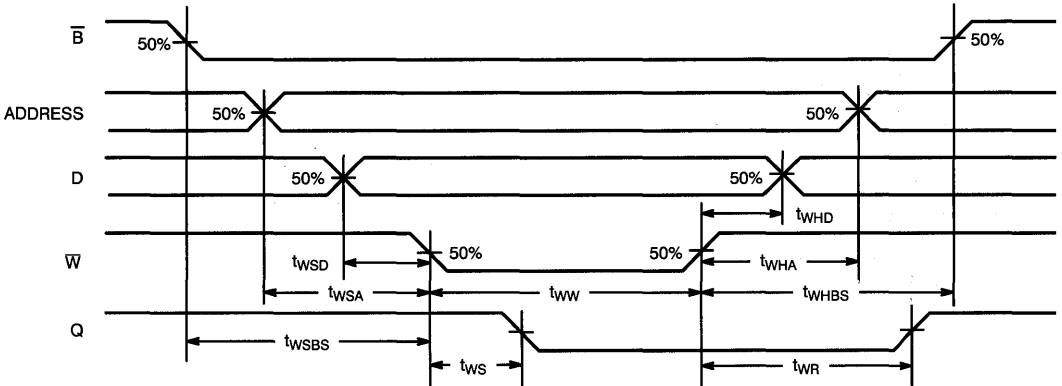 B̅
50%
50%
ADDRESS
50%
50%
D
50%
50%
tWHD
W̅
50%
50%
tWSD
tWHA
tWSA
tWW
tWHBS
Q
tWSBS
tWS
tWR